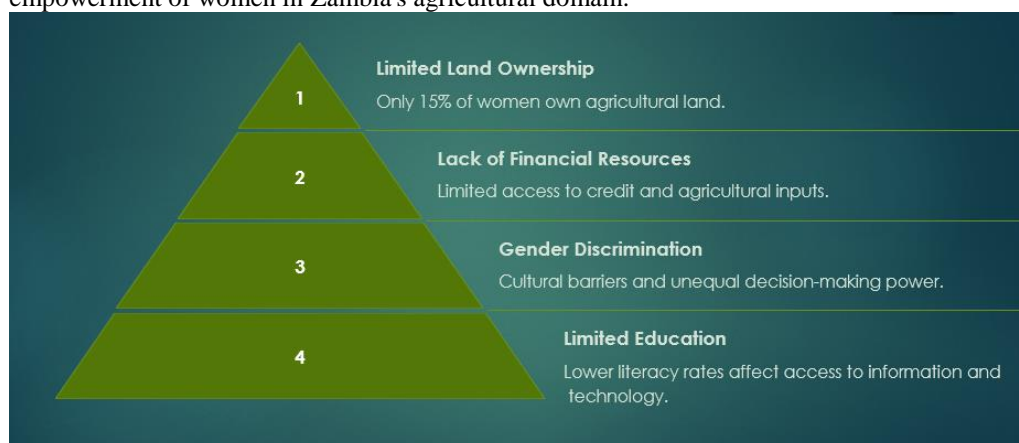 empowerment of women in Zambia's agricultural domain.
1
Limited Land Ownership
Only 15% of women own agricultural land.
2
Lack of Financial Resources
Limited access to credit and agricultural inputs.
3
Gender Discrimination
Cultural barriers and unequal decision-making power.
4
Limited Education
Lower literacy rates affect access to information and
technology.